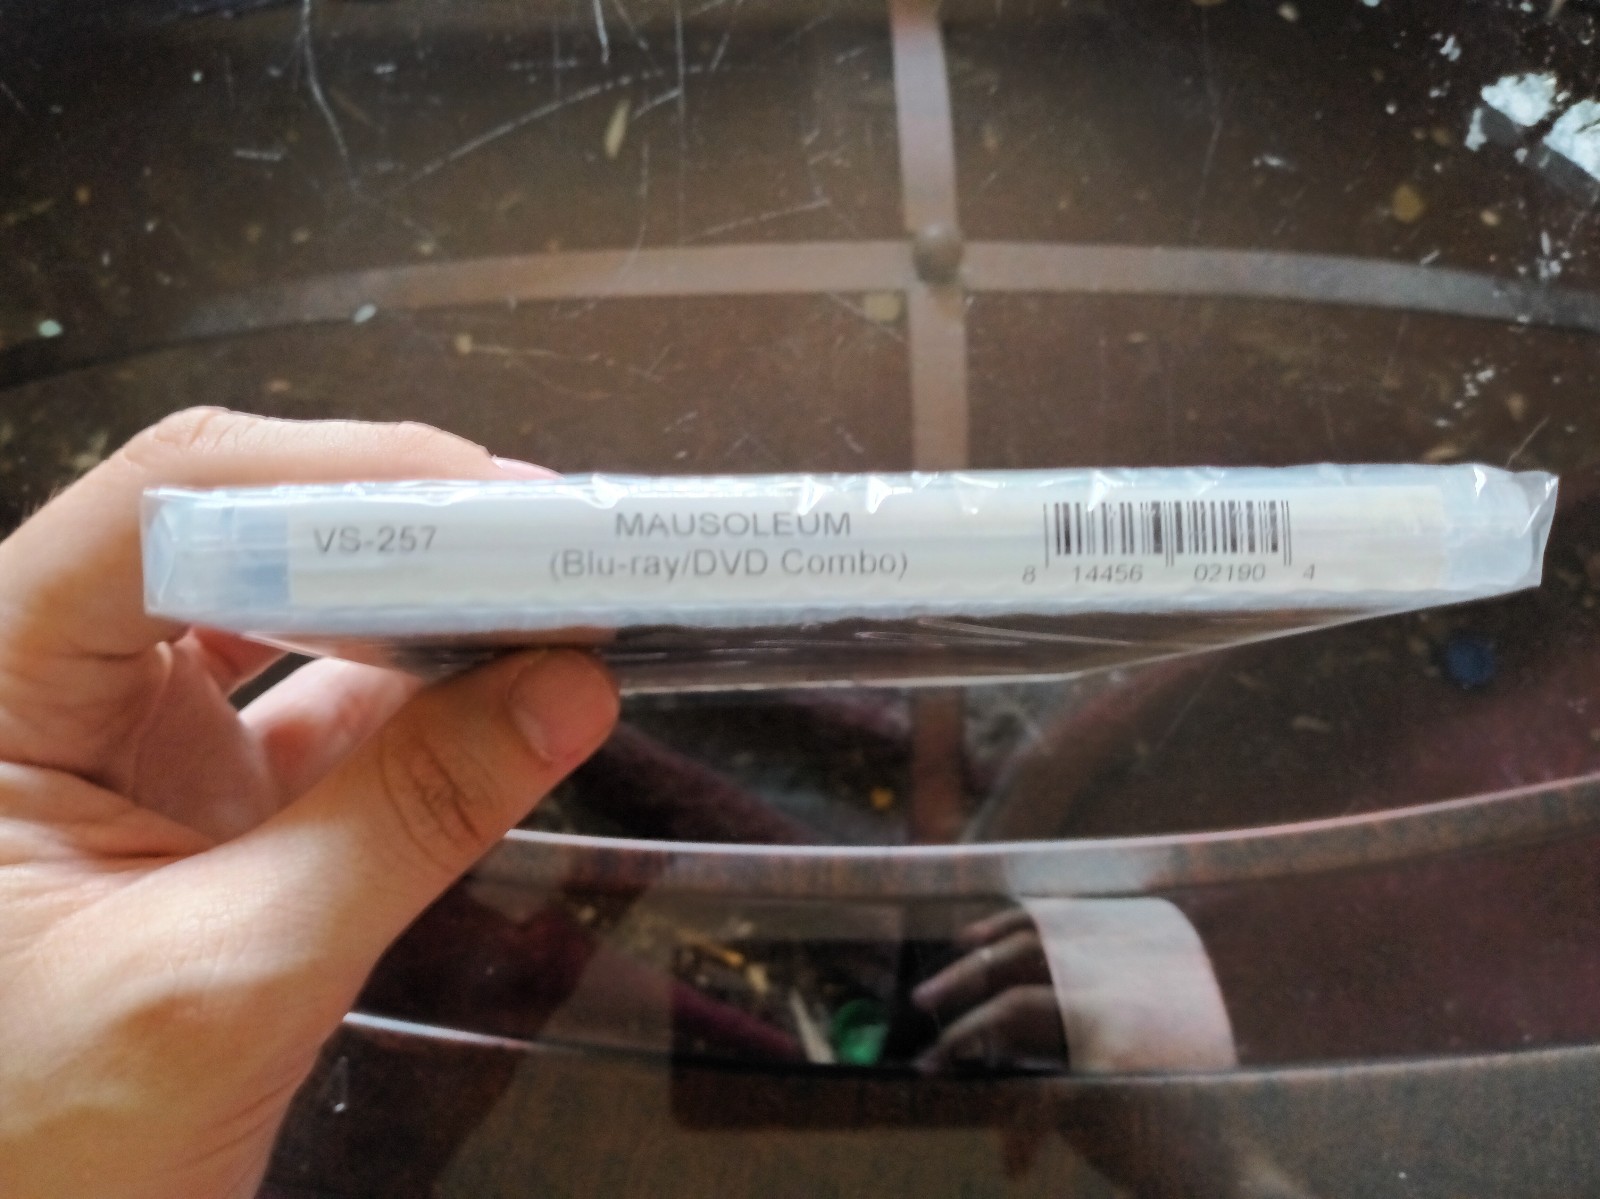 VS-257
MAUSOLEUM
(Blu-ray/DVD Combo)
8 14456 02190 4